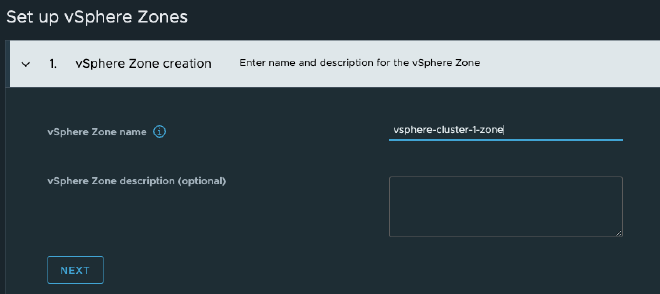 Set up vSphere Zones
1. vSphere Zone creation Enter name and description for the vSphere Zone
vSphere Zone name vsphere-cluster-1-zone
vSphere Zone description (optional)
NEXT